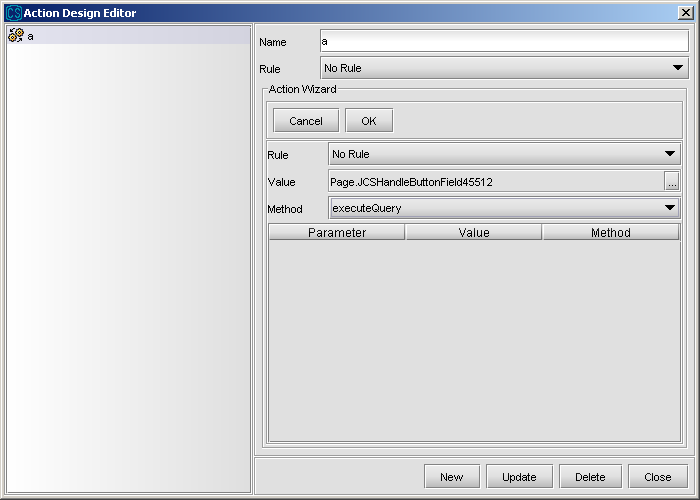 CS Action Design Editor
a
Name a
Rule No Rule
Action Wizard
Cancel OK
Rule No Rule
Value Page.JCSHandleButtonField45512 ...
Method executeQuery
Parameter Value Method
New Update Delete Close